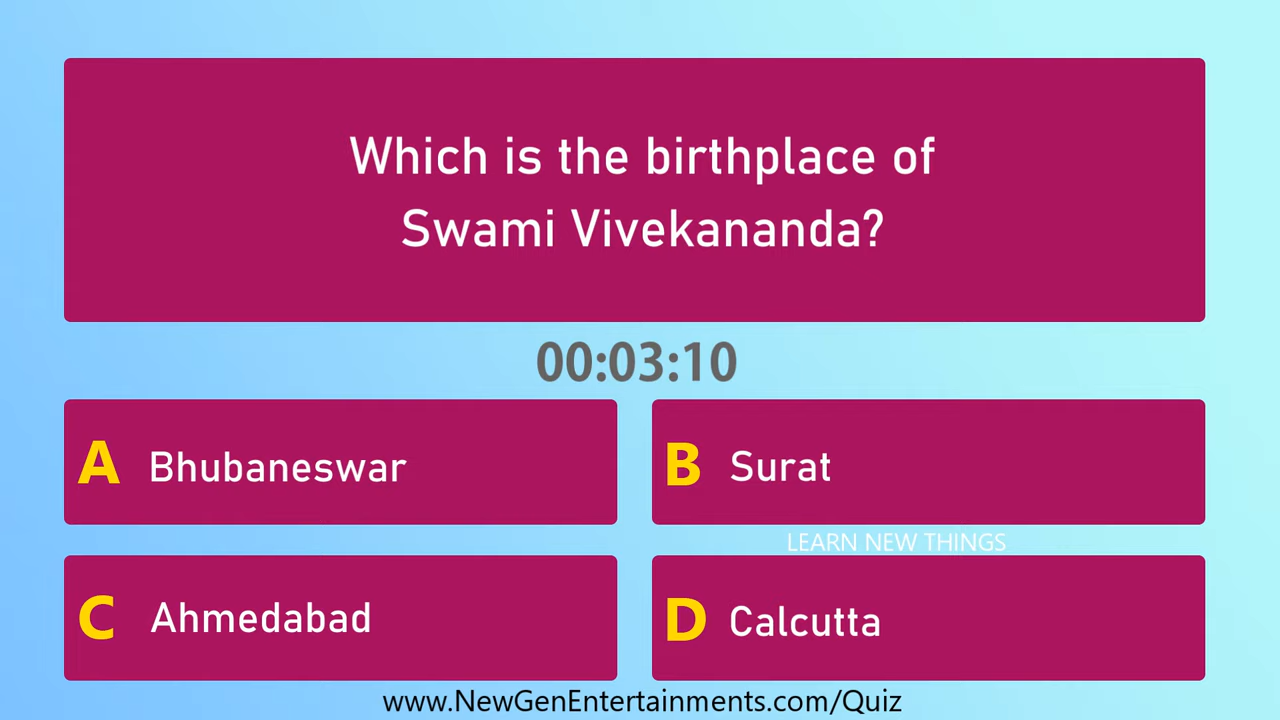 Which is the birthplace of
Swami Vivekananda?
00:03:10
A Bhubaneswar
B Surat
LEARN NEW THINGS
C Ahmedabad
D Calcutta
www.NewGenEntertainments.com/Quiz